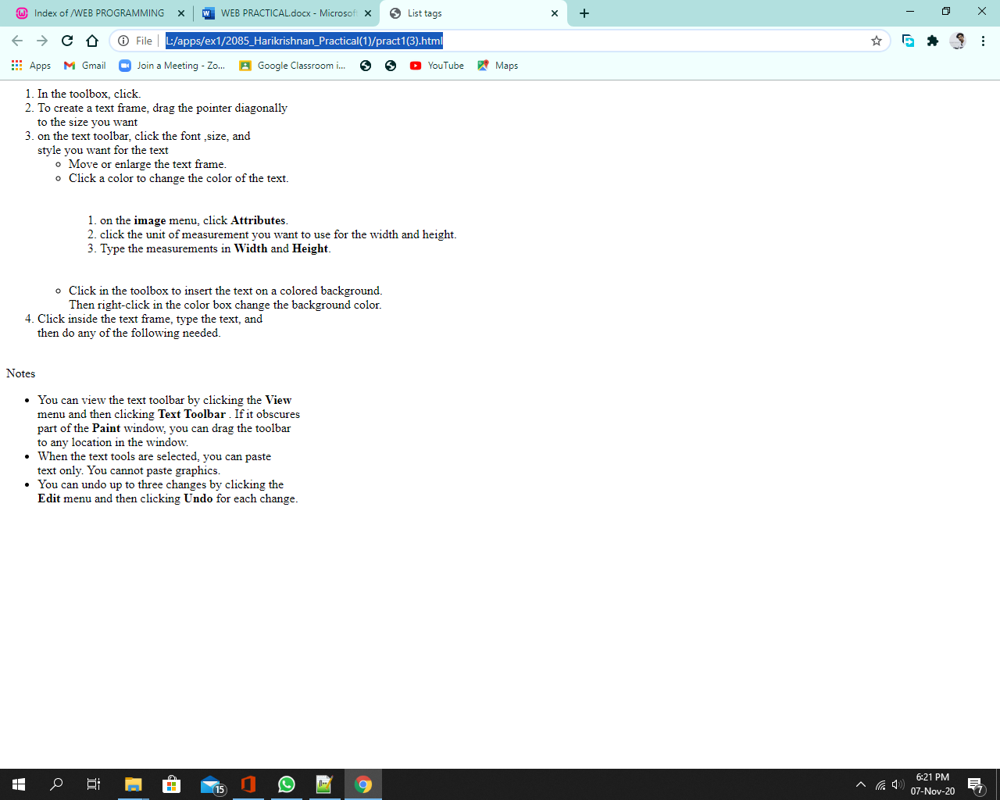 Index of /WEB PROGRAMMING
WEB PRACTICAL.docx - Microsoft
List tags
File
L:/apps/ex1/2085_Harikrishnan_Practical(1)/pract1(3).html
Apps
Gmail
Join a Meeting - Zo...
Google Classroom i...
YouTube
Maps
1. In the toolbox, click.
2. To create a text frame, drag the pointer diagonally
to the size you want
3. on the text toolbar, click the font ,size, and
style you want for the text
Move or enlarge the text frame.
Click a color to change the color of the text.
1. on the image menu, click Attributes.
2. click the unit of measurement you want to use for the width and height.
3. Type the measurements in Width and Height.
Click in the toolbox to insert the text on a colored background.
Then right-click in the color box change the background color.
4. Click inside the text frame, type the text, and
then do any of the following needed.
Notes
You can view the text toolbar by clicking the View
menu and then clicking Text Toolbar . If it obscures
part of the Paint window, you can drag the toolbar
to any location in the window.
When the text tools are selected, you can paste
text only. You cannot paste graphics.
You can undo up to three changes by clicking the
Edit menu and then clicking Undo for each change.
15
6:21 PM
07-Nov-20
7